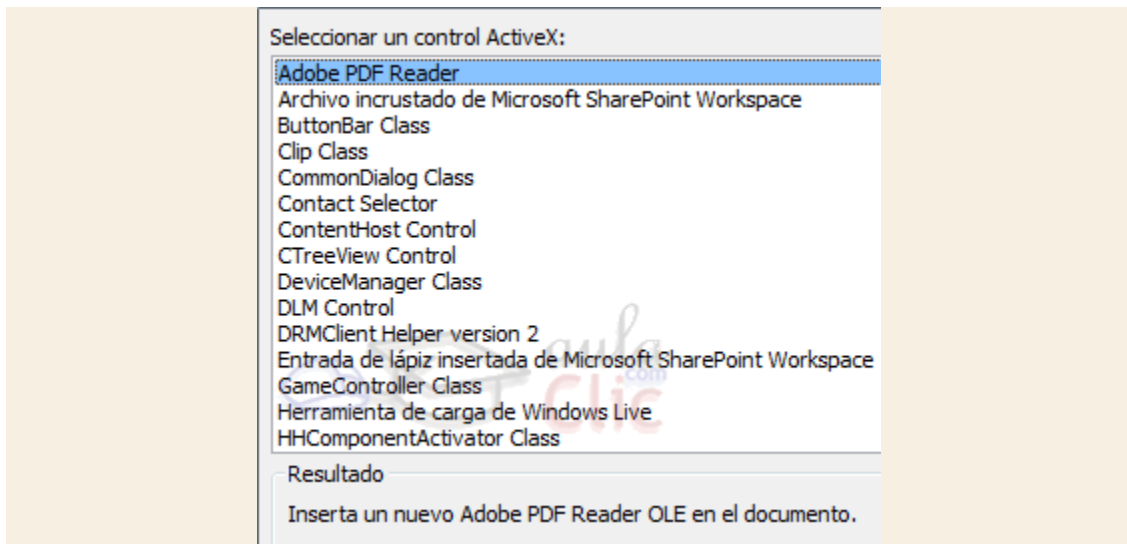 Seleccionar un control ActiveX:
Adobe PDF Reader
Archivo incrustado de Microsoft SharePoint Workspace
ButtonBar Class
Clip Class
CommonDialog Class
Contact Selector
ContentHost Control
CTreeView Control
DeviceManager Class
DLM Control
DRMClient Helper version 2
Entrada de lápiz insertada de Microsoft SharePoint Workspace
GameController Class
Herramienta de carga de Windows Live
HHComponentActivator Class
aula
com
Clic
Resultado
Inserta un nuevo Adobe PDF Reader OLE en el documento.